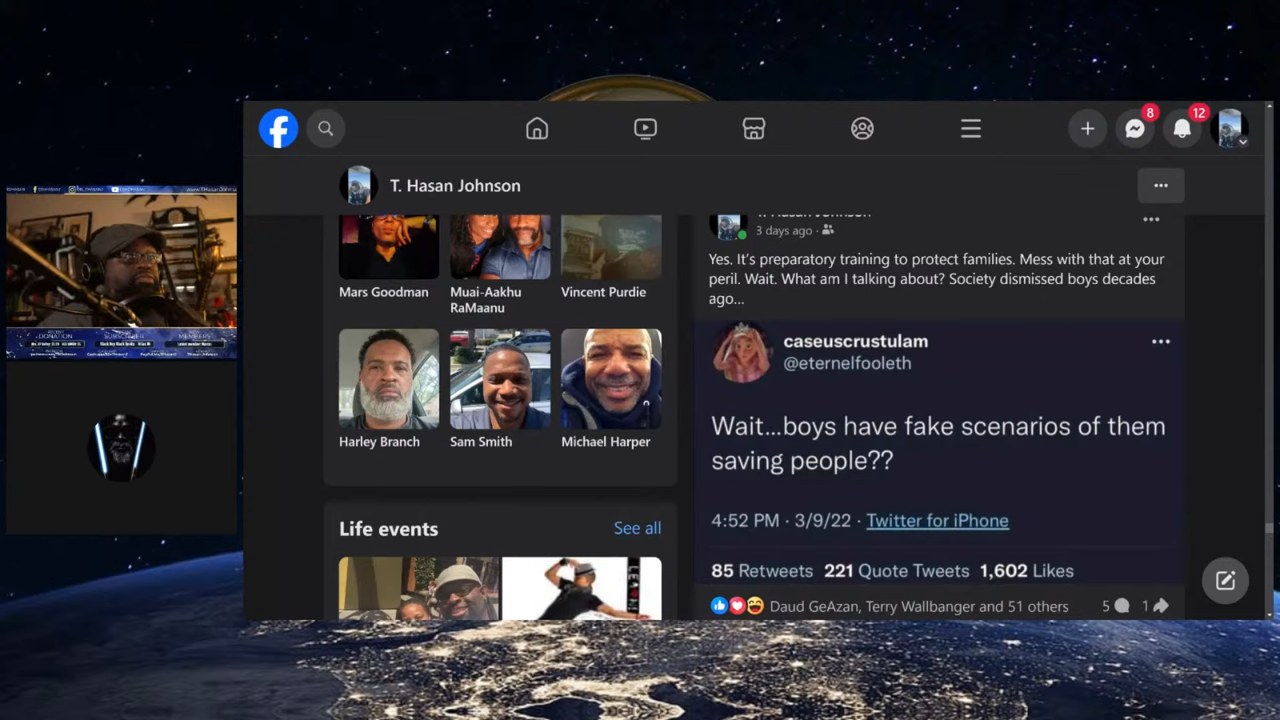 8
12
T. Hasan Johnson
3 days ago ·
Mars Goodman
Muai-Aakhu
RaMaanu
Vincent Purdie
Harley Branch
Sam Smith
Michael Harper
Life events
See all
Yes. It's preparatory training to protect families. Mess with that at your
peril. Wait. What am I talking about? Society dismissed boys decades
ago...
caseuscrustulam
@eternelfooleth
Wait...boys have fake scenarios of them
saving people??
4:52 PM · 3/9/22 · Twitter for iPhone
85 Retweets 221 Quote Tweets 1,602 Likes
Daud GeAzan, Terry Wallbanger and 51 others
5
1
DONATION